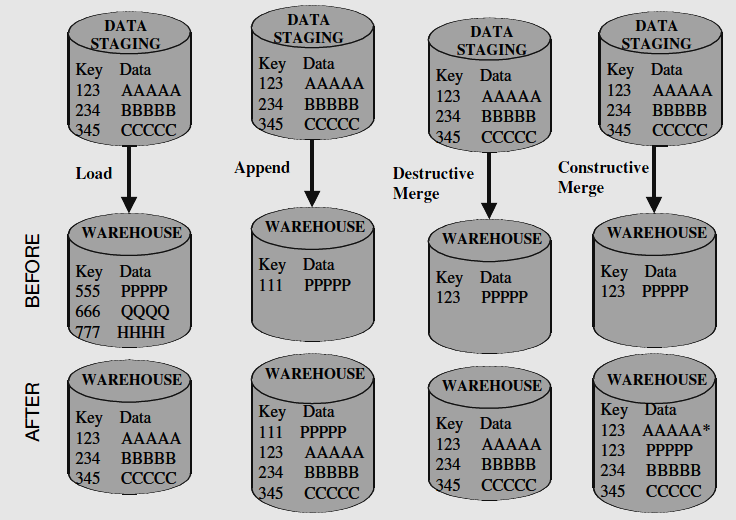 DATA
STAGING
Key Data
123 AAAAA
234 BBBBB
345 CCCCC
DATA
STAGING
Key Data
123 AAAAA
234 BBBBB
345 CCCCC
DATA
STAGING
Key Data
123 AAAAA
234 BBBBB
345 CCCCC
DATA
STAGING
Key Data
123 AAAAA
234 BBBBB
345 CCCCC
Load
Append
Destructive
Merge
Constructive
Merge
BEFORE
WAREHOUSE
Key Data
555 PPPPP
666 QQQQ
777 HHHH
WAREHOUSE
Key Data
111 PPPPP
WAREHOUSE
Key Data
123 PPPPP
WAREHOUSE
Key Data
123 PPPPP
AFTER
WAREHOUSE
Key Data
123 AAAAA
234 BBBBB
345 CCCCC
WAREHOUSE
Key Data
111 PPPPP
123 AAAAA
234 BBBBB
345 CCCCC
WAREHOUSE
Key Data
123 AAAAA
234 BBBBB
345 CCCCC
WAREHOUSE
Key Data
123 AAAAA*
123 PPPPP
234 BBBBB
345 CCCCC